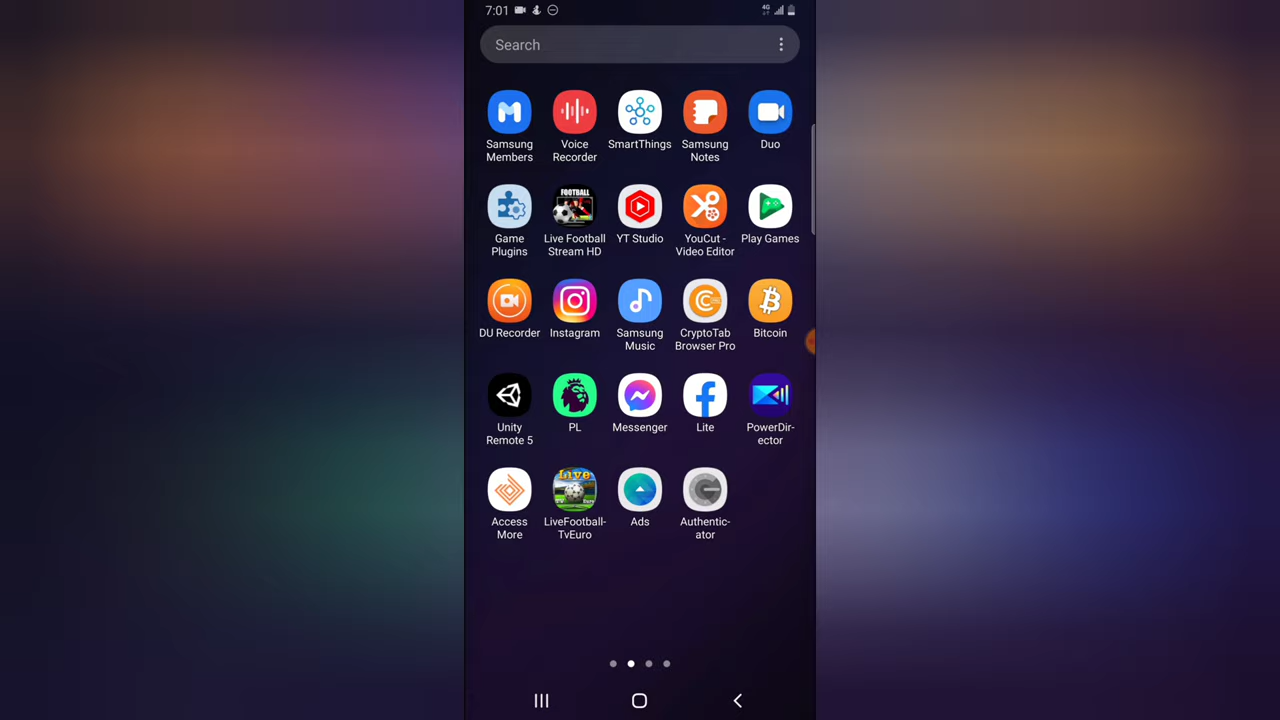 7:01
4G
Search
Samsung Members
Voice Recorder
SmartThings
Samsung Notes
Duo
Game Plugins
FOOTBALL
Live Football Stream HD
YT Studio
YouCut - Video Editor
Play Games
DU Recorder
Instagram
Samsung Music
CryptoTab Browser Pro
Bitcoin
Unity Remote 5
PL
Messenger
Lite
PowerDir-
ector
Access More
Live
LiveFootball-
TvEuro
Ads
Authentic-
ator